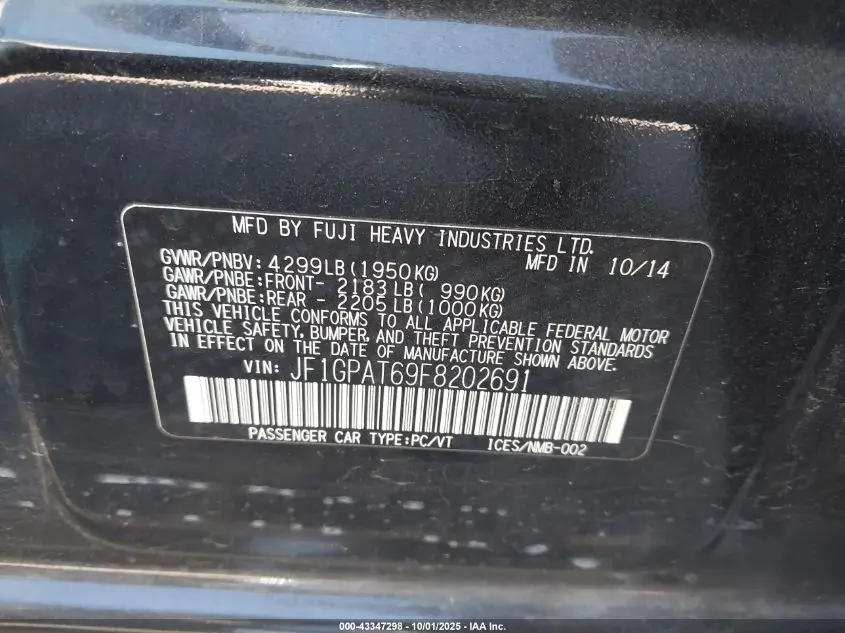 MFD BY FUJI HEAVY INDUSTRIES LTD.
GVWR/PNBV: 4299LB (1950KG) MFD IN 10/14
GAWR/PNBE:FRONT- 2183LB( 990KG)
GAWR/PNBE:REAR - 2205LB(1000KG)
THIS VEHICLE CONFORMS TO ALL APPLICABLE FEDERAL MOTOR
VEHICLE SAFETY, BUMPER, AND THEFT PREVENTION STANDARDS
IN EFFECT ON THE DATE OF MANUFACTURE SHOWN ABOVE.
VIN: JF1GPAT69F8202691
PASSENGER CAR TYPE:PC/VT ICES/NMB-002
000-43347298 - 10/01/2025 - IAA Inc.